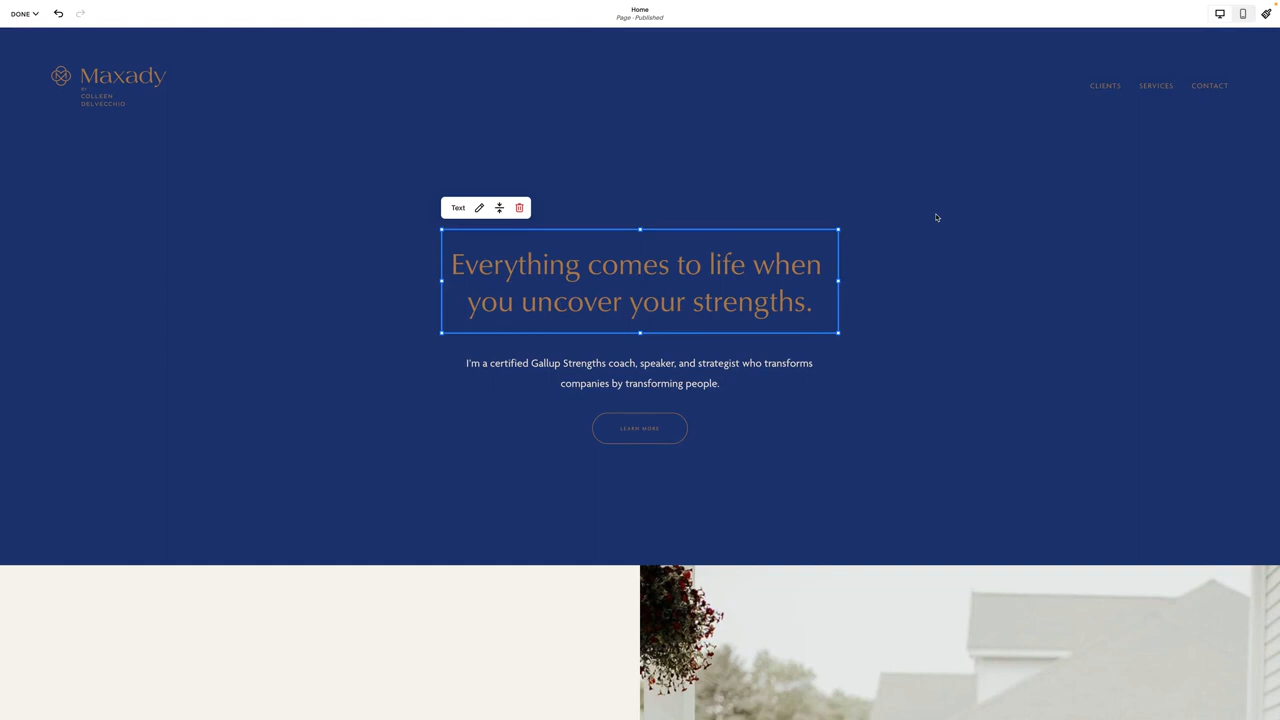 DONE
Home
Page · Published
Maxady
BY
COLLEEN
DELVECCHIO
CLIENTS SERVICES CONTACT
Text
Everything comes to life when
you uncover your strengths.
I'm a certified Gallup Strengths coach, speaker, and strategist who transforms
companies by transforming people.
LEARN MORE